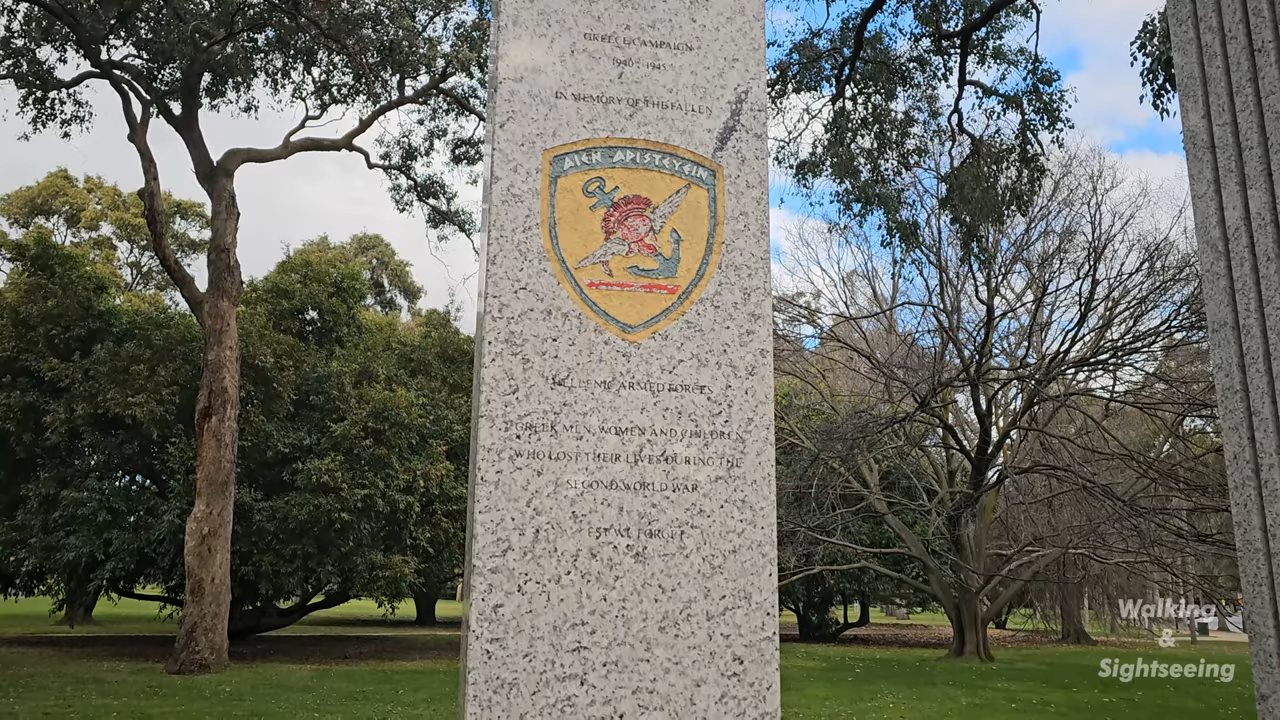 GREECE CAMPAIGN
1940 - 1945
IN MEMORY OF THE FALLEN
ΑΙΕΝ ΑΡΙΣΤΕΥΕΙΝ
HELLENIC ARMED FORCES
GREEK MEN, WOMEN AND CHILDREN
WHO LOST THEIR LIVES DURING THE
SECOND WORLD WAR
LEST WE FORGET
Walking
&
Sightseeing